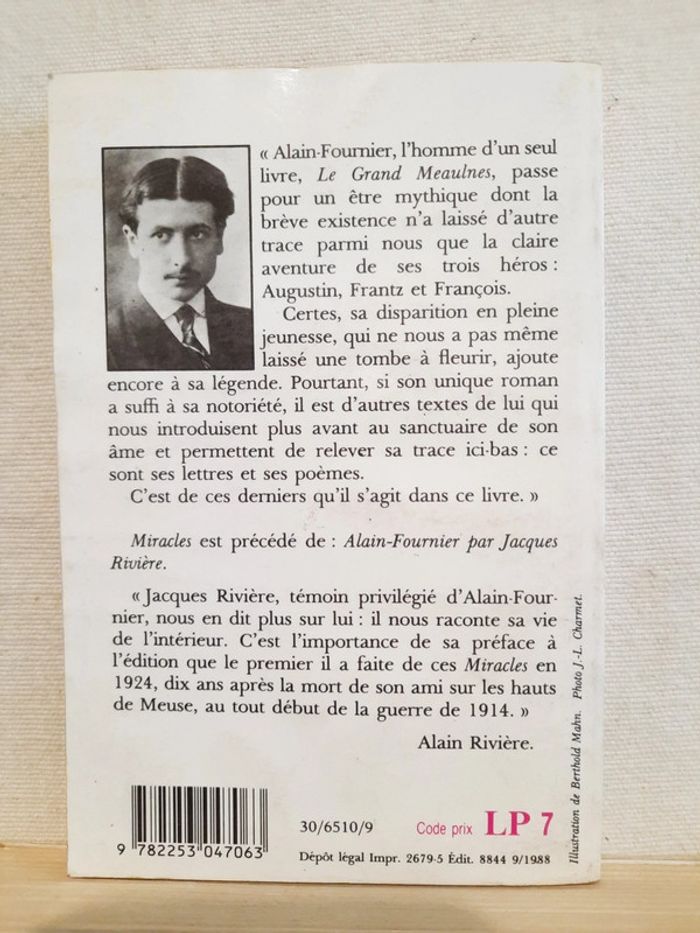 « Alain-Fournier, l'homme d'un seul
livre, Le Grand Meaulnes, passe
pour un être mythique dont la
brève existence n'a laissé d'autre
trace parmi nous que la claire
aventure de ses trois héros :
Augustin, Frantz et François.
Certes, sa disparition en pleine
jeunesse, qui ne nous a pas même
laissé une tombe à fleurir, ajoute
encore à sa légende. Pourtant, si son unique roman
a suffi à sa notoriété, il est d'autres textes de lui qui
nous introduisent plus avant au sanctuaire de son
âme et permettent de relever sa trace ici-bas : ce
sont ses lettres et ses poèmes.
C'est de ces derniers qu'il s'agit dans ce livre. »
Miracles est précédé de : Alain-Fournier par Jacques
Rivière.
« Jacques Rivière, témoin privilégié d'Alain-Four-
nier, nous en dit plus sur lui : il nous raconte sa vie
de l'intérieur. C'est l'importance de sa préface à
l'édition que le premier il a faite de ces Miracles en
1924, dix ans après la mort de son ami sur les hauts
de Meuse, au tout début de la guerre de 1914. »
Alain Rivière.
Illustration de Berthold Mahn. Photo J.-L. Charmet.
9 782253 047063
30/6510/9
Code prix LP 7
Dépôt légal Impr. 2679-5 Édit. 8844 9/1988